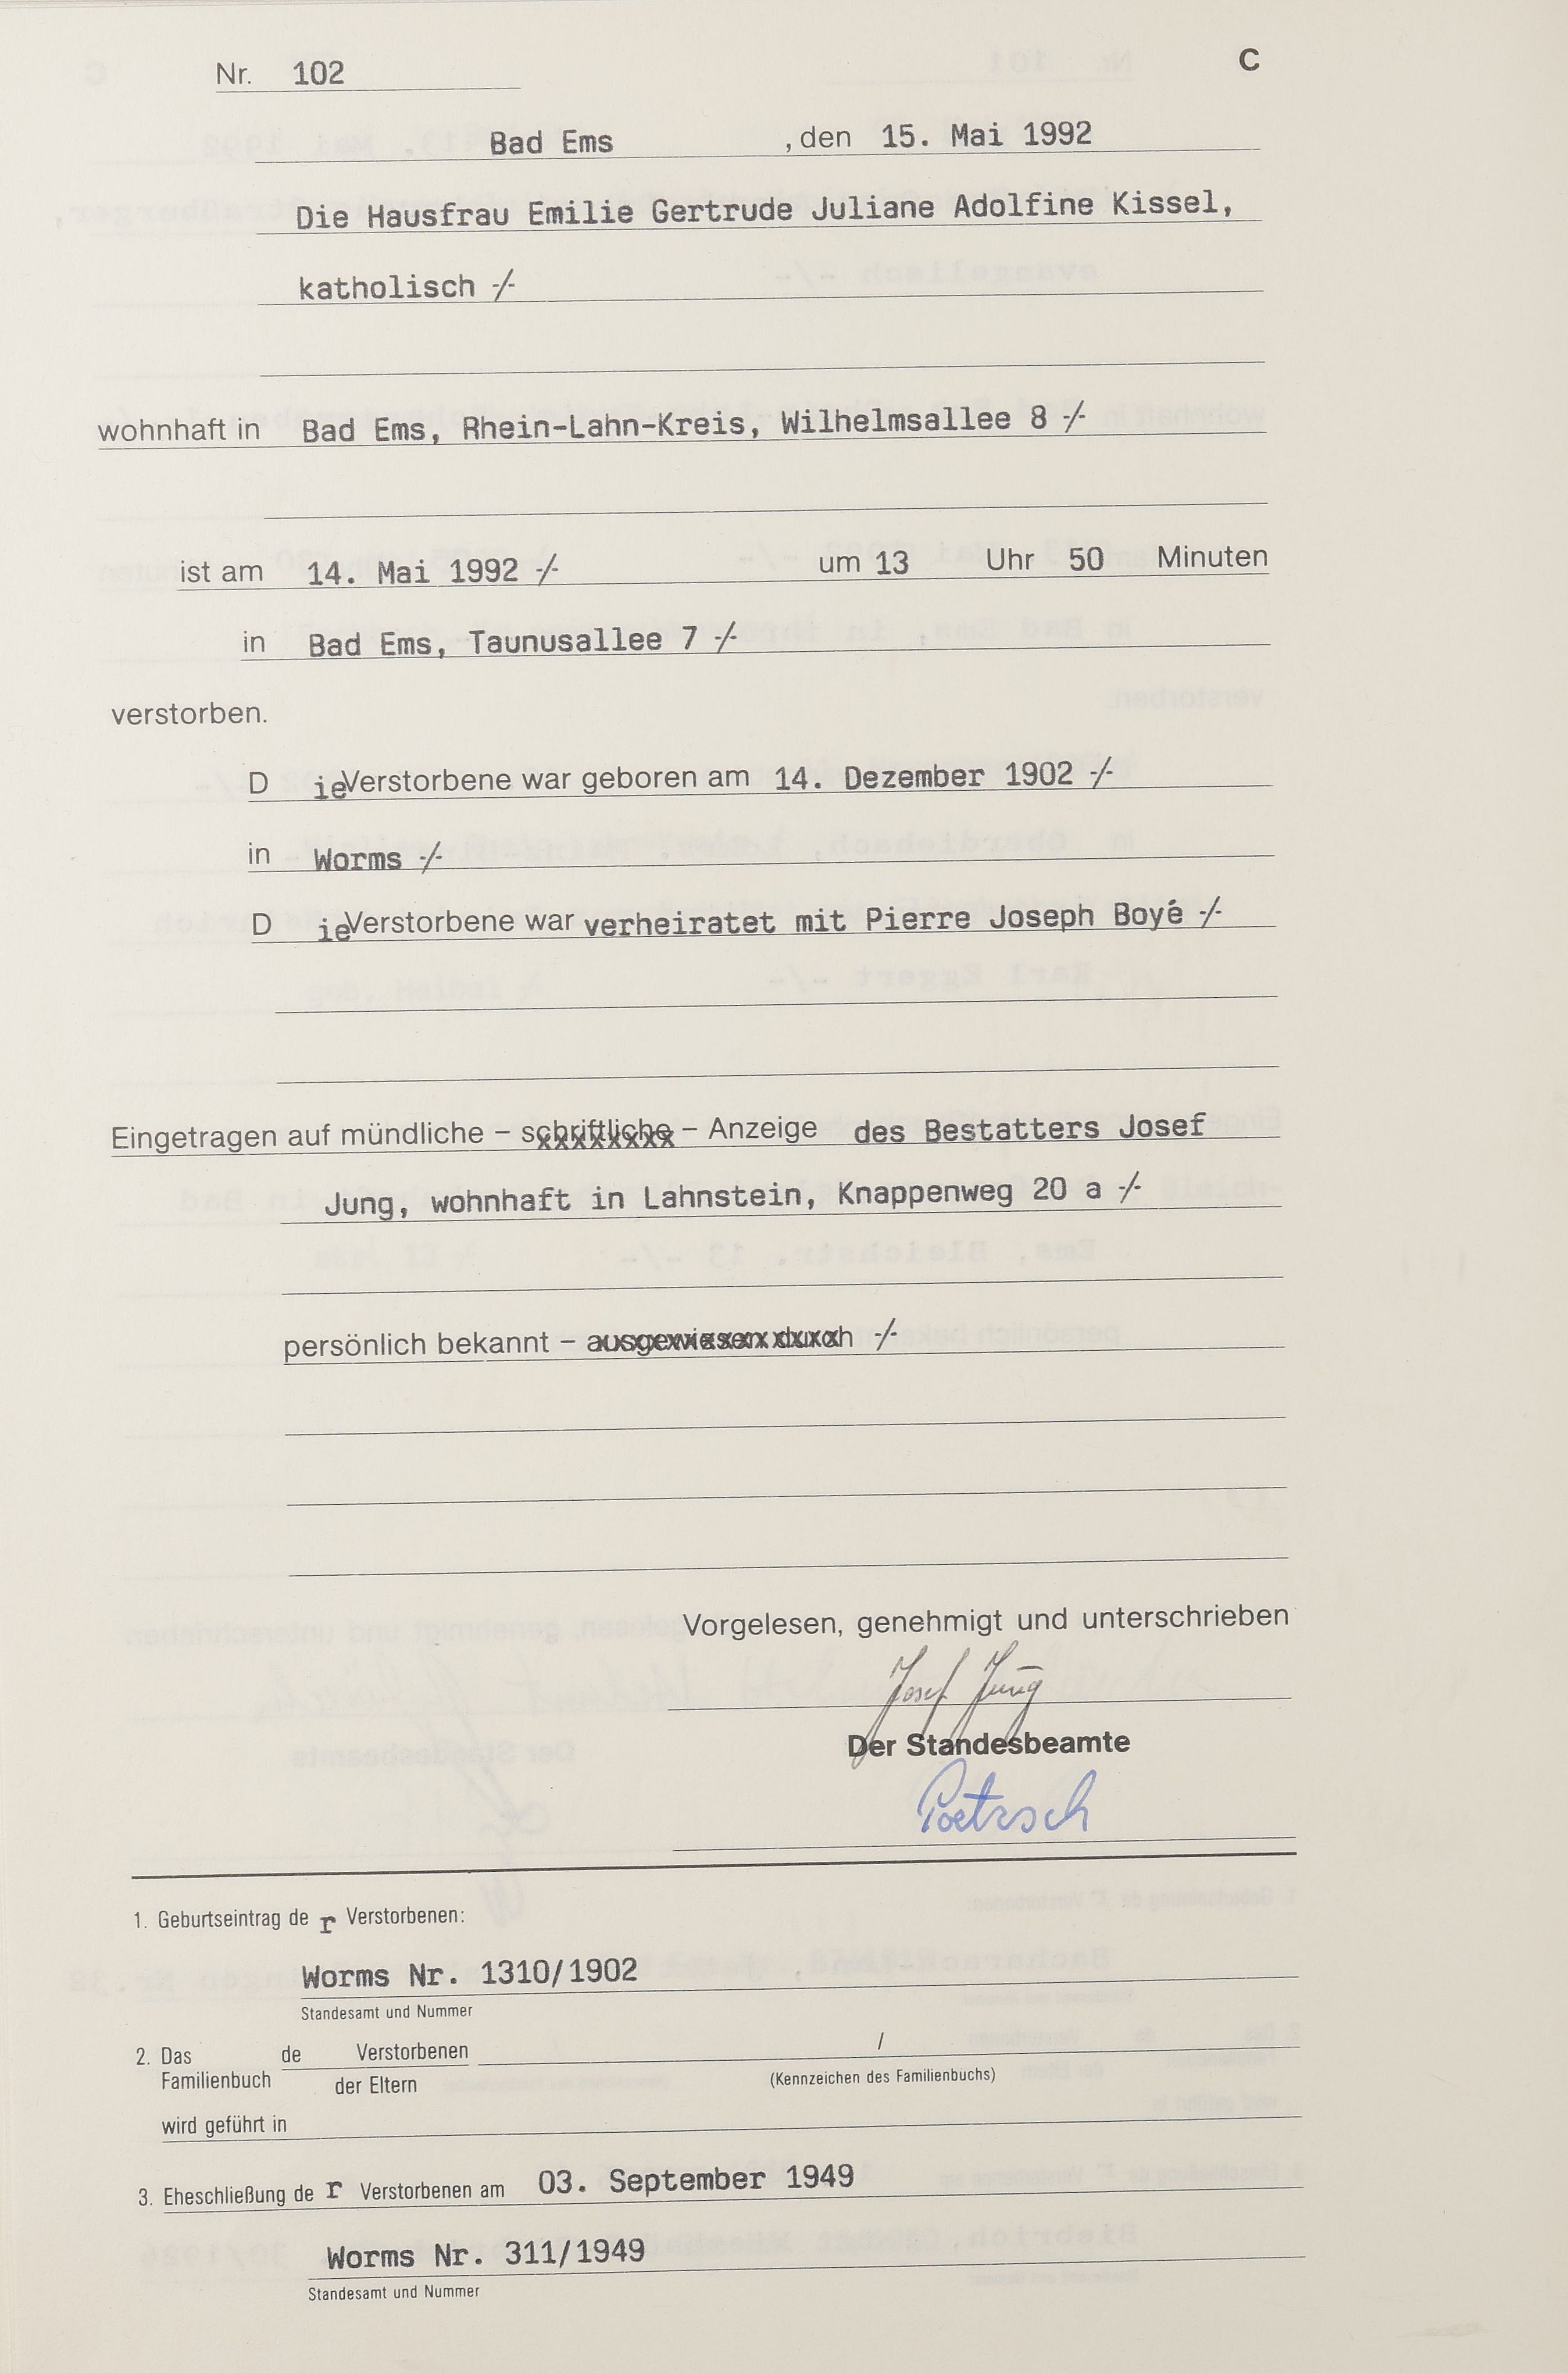 Nr. 102 C
Bad Ems , den 15. Mai 1992
Die Hausfrau Emilie Gertrude Juliane Adolfine Kissel,
katholisch -/-
wohnhaft in Bad Ems, Rhein-Lahn-Kreis, Wilhelmsallee 8 -/-
ist am 14. Mai 1992 -/- um 13 Uhr 50 Minuten
in Bad Ems, Taunusallee 7 -/-
verstorben.
D ie Verstorbene war geboren am 14. Dezember 1902 -/-
in Worms -/-
D ie Verstorbene war verheiratet mit Pierre Joseph Boyé -/-
Eingetragen auf mündliche – schriftliche – Anzeige des Bestatters Josef
Jung, wohnhaft in Lahnstein, Knappenweg 20 a -/-
persönlich bekannt – ausgewiesen durch -/-
Vorgelesen, genehmigt und unterschrieben
Josef Jung
Der Standesbeamte
Poetzsch
1. Geburtseintrag de r Verstorbenen:
Worms Nr. 1310/1902
Standesamt und Nummer
2. Das de Verstorbenen /
Familienbuch der Eltern (Kennzeichen des Familienbuchs)
wird geführt in
3. Eheschließung de r Verstorbenen am 03. September 1949
Worms Nr. 311/1949
Standesamt und Nummer